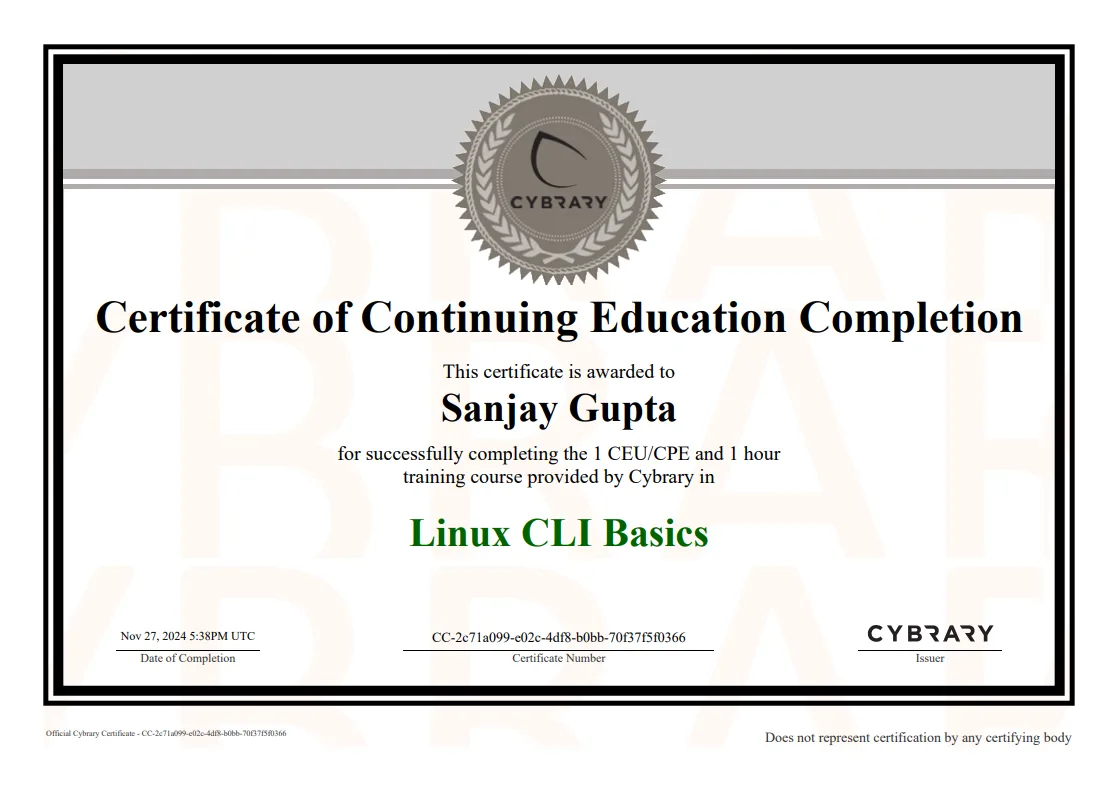 CYBRARY
Certificate of Continuing Education Completion
This certificate is awarded to
Sanjay Gupta
for successfully completing the 1 CEU/CPE and 1 hour
training course provided by Cybrary in
Linux CLI Basics
Nov 27, 2024 5:38PM UTC
Date of Completion
CC-2c71a099-e02c-4df8-b0bb-70f37f5f0366
Certificate Number
CYBRARY
Issuer
Official Cybrary Certificate - CC-2c71a099-e02c-4df8-b0bb-70f37f5f0366
Does not represent certification by any certifying body